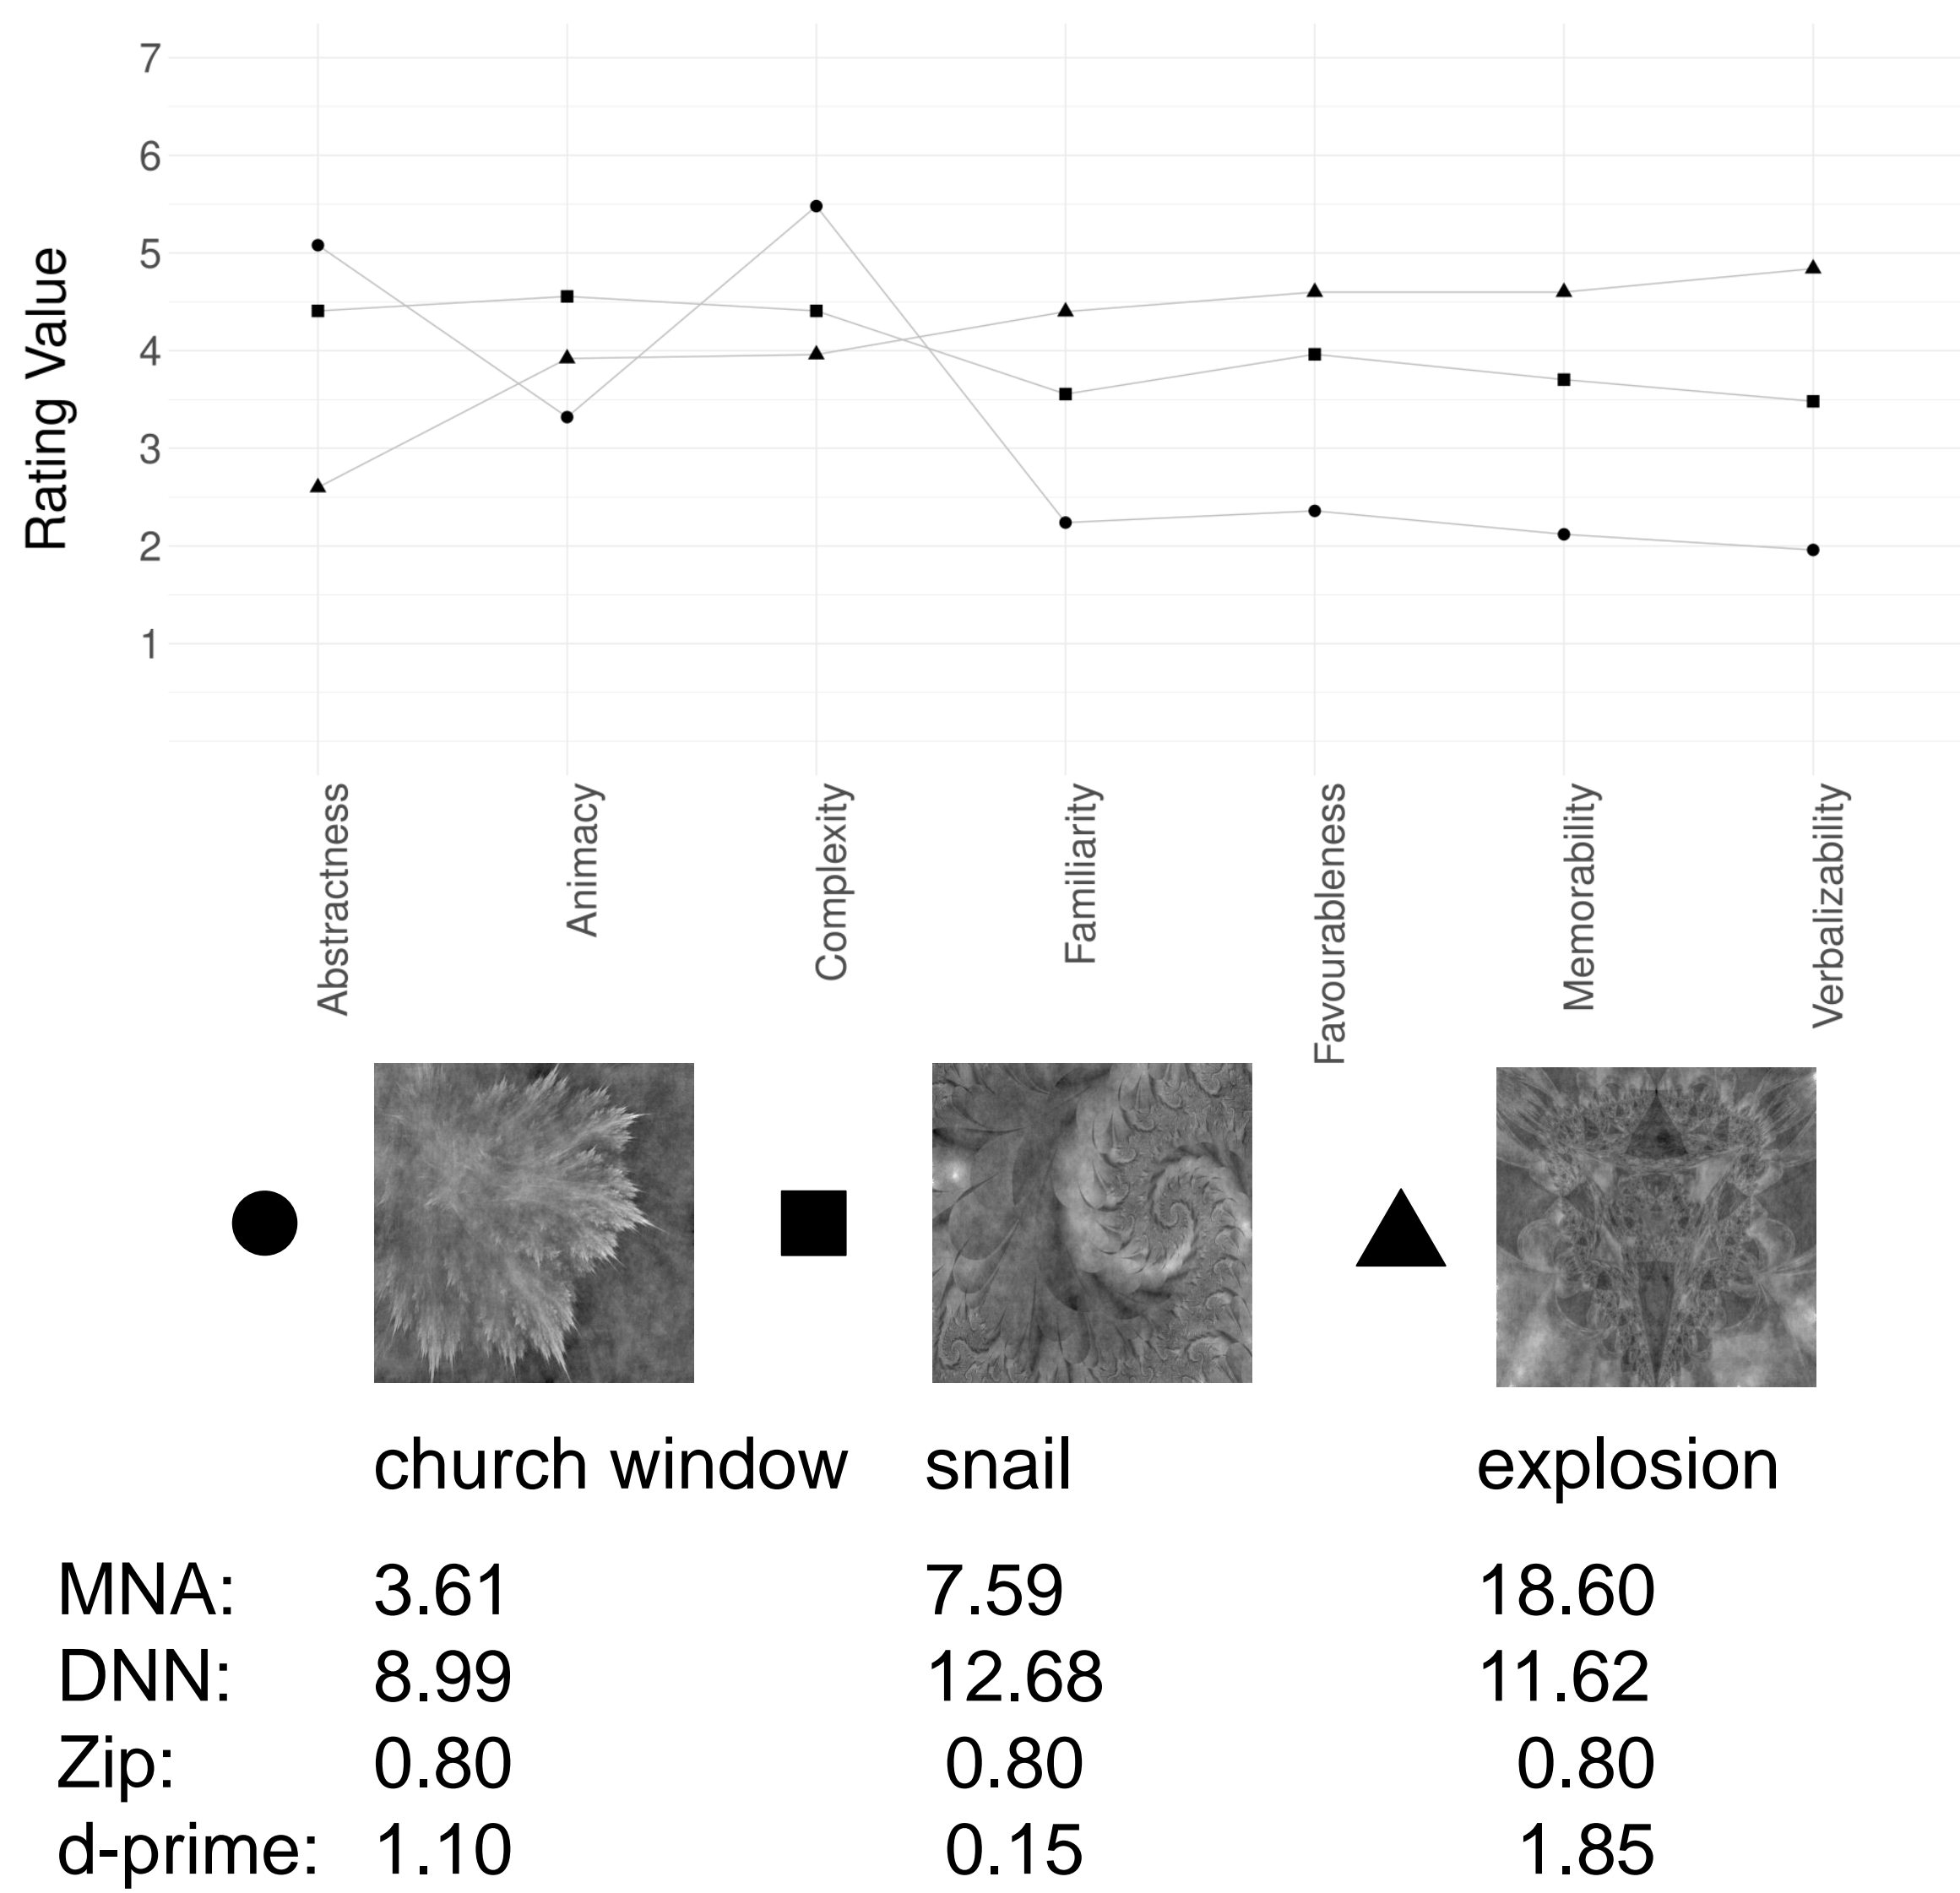 Rating Value
7
6
5
4
3
2
1
Abstractness
Animacy
Complexity
Familiarity
Favourableness
Memorability
Verbalizability
church window snail explosion
MNA: 3.61 7.59 18.60
DNN: 8.99 12.68 11.62
Zip: 0.80 0.80 0.80
d-prime: 1.10 0.15 1.85